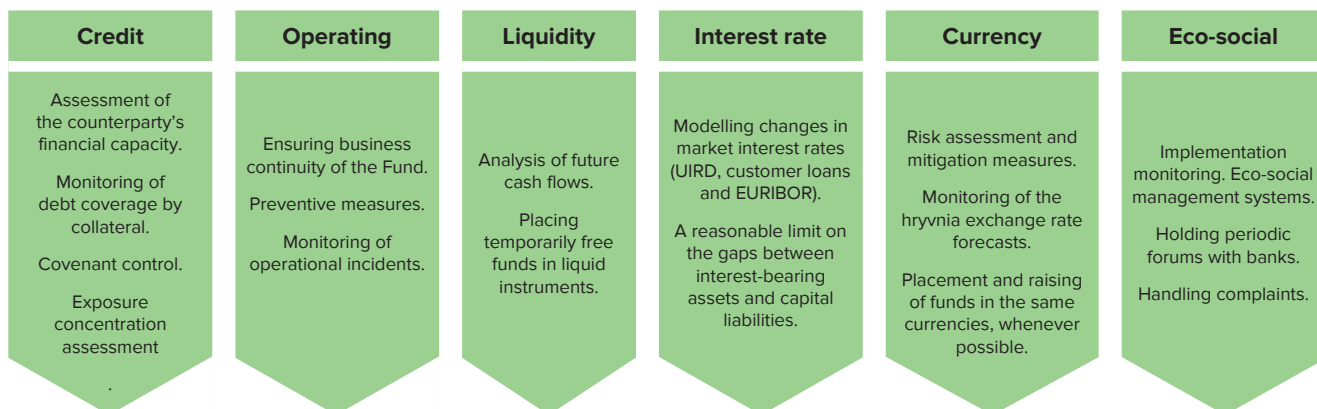 Credit
Assessment of
the counterparty's
financial capacity.
Monitoring of
debt coverage by
collateral.
Covenant control.
Exposure
concentration
assessment
.
Operating
Ensuring business
continuity of the Fund.
Preventive measures.
Monitoring of
operational incidents.
Liquidity
Analysis of future
cash flows.
Placing
temporarily free
funds in liquid
instruments.
Interest rate
Modelling changes in
market interest rates
(UIRD, customer loans
and EURIBOR).
A reasonable limit on
the gaps between
interest-bearing
assets and capital
liabilities.
Currency
Risk assessment and
mitigation measures.
Monitoring of the
hryvnia exchange rate
forecasts.
Placement and raising
of funds in the same
currencies, whenever
possible.
Eco-social
Implementation
monitoring. Eco-social
management systems.
Holding periodic
forums with banks.
Handling complaints.